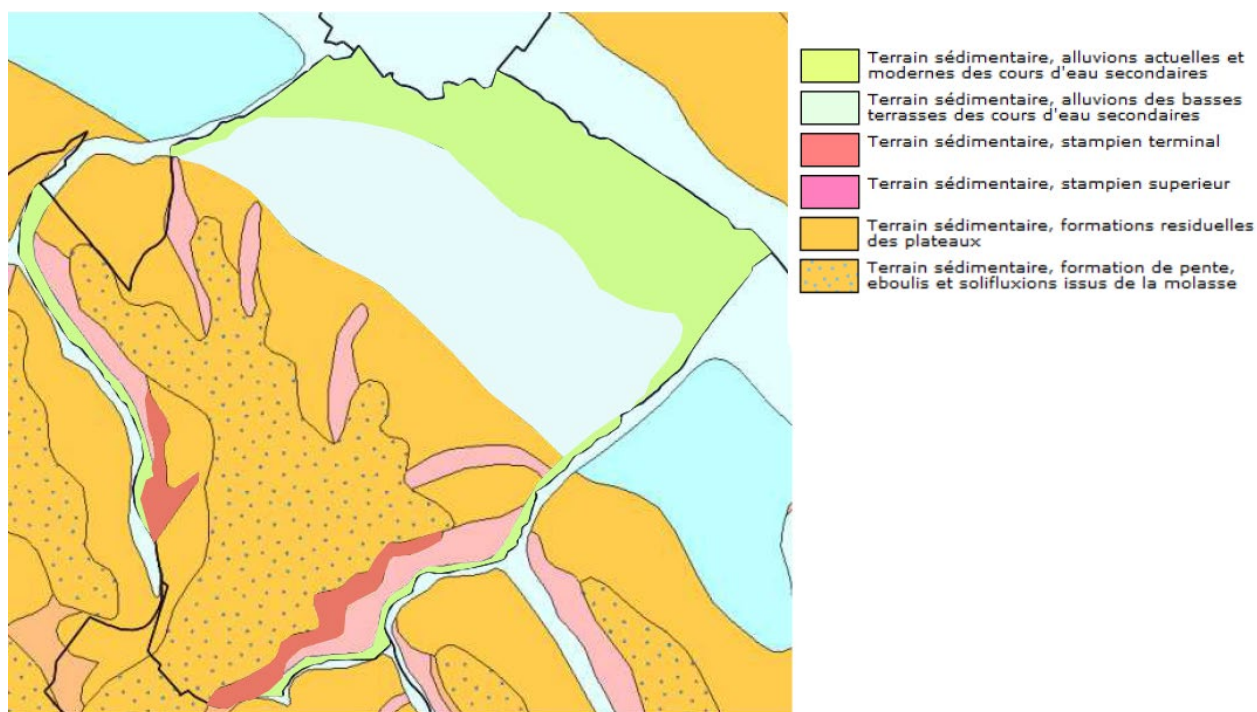 Terrain sédimentaire, alluvions actuelles et
modernes des cours d'eau secondaires
Terrain sédimentaire, alluvions des basses
terrasses des cours d'eau secondaires
Terrain sédimentaire, stampien terminal
Terrain sédimentaire, stampien superieur
Terrain sédimentaire, formations residuelles
des plateaux
Terrain sédimentaire, formation de pente,
eboulis et solifluxions issus de la molasse